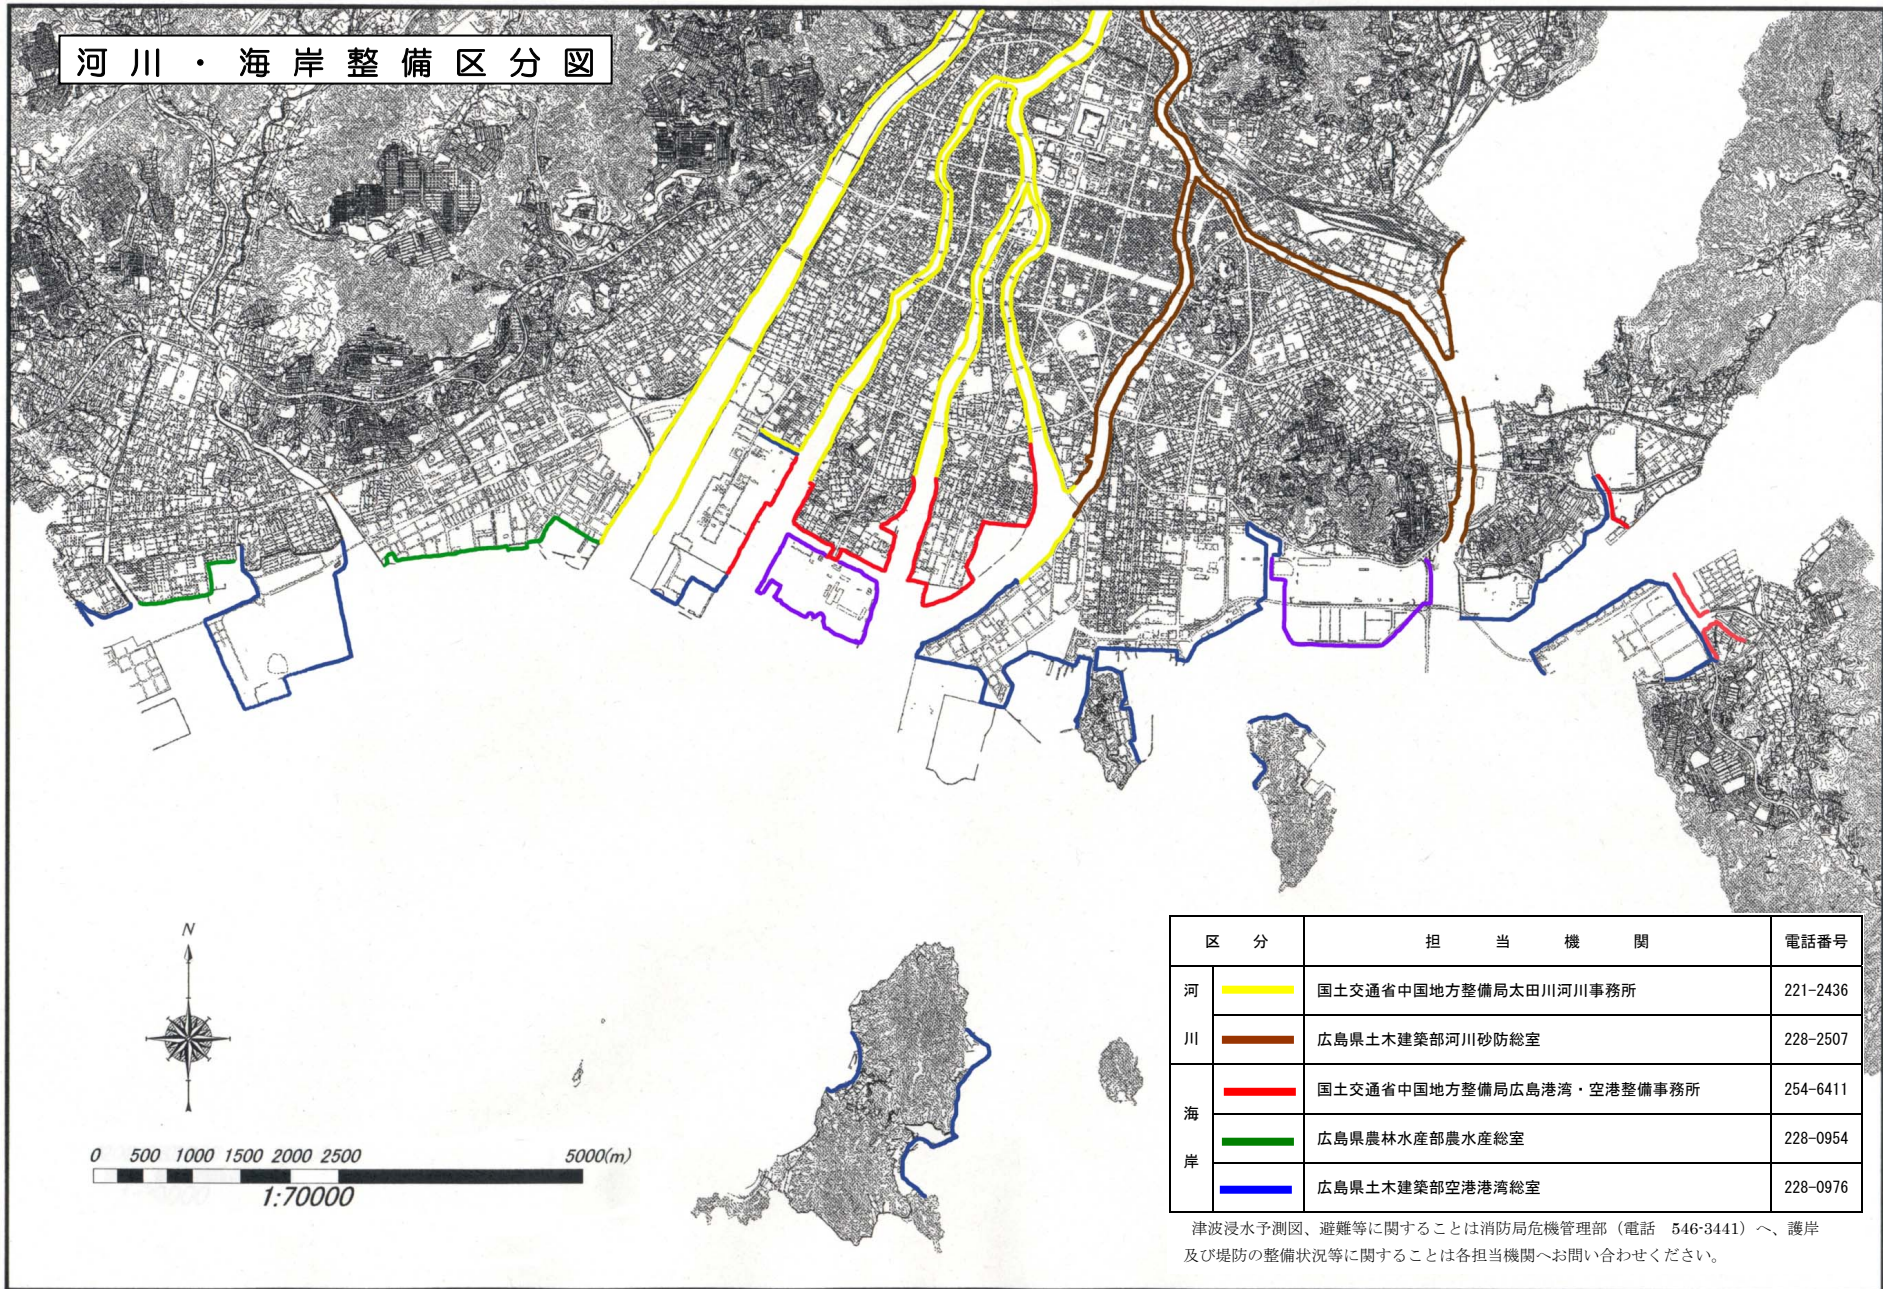 河川・海岸整備区分図
N
0 500 1000 1500 2000 2500 5000(m)
1:70000
区分 担当機関 電話番号
河川
国土交通省中国地方整備局太田川河川事務所 221-2436
広島県土木建築部河川砂防総室 228-2507
海岸
国土交通省中国地方整備局広島港湾・空港整備事務所 254-6411
広島県農林水産部農水産総室 228-0954
広島県土木建築部空港港湾総室 228-0976
津波浸水予測図、避難等に関することは消防局危機管理部(電話 546-3441)へ、護岸
及び堤防の整備状況等に関することは各担当機関へお問い合わせください。